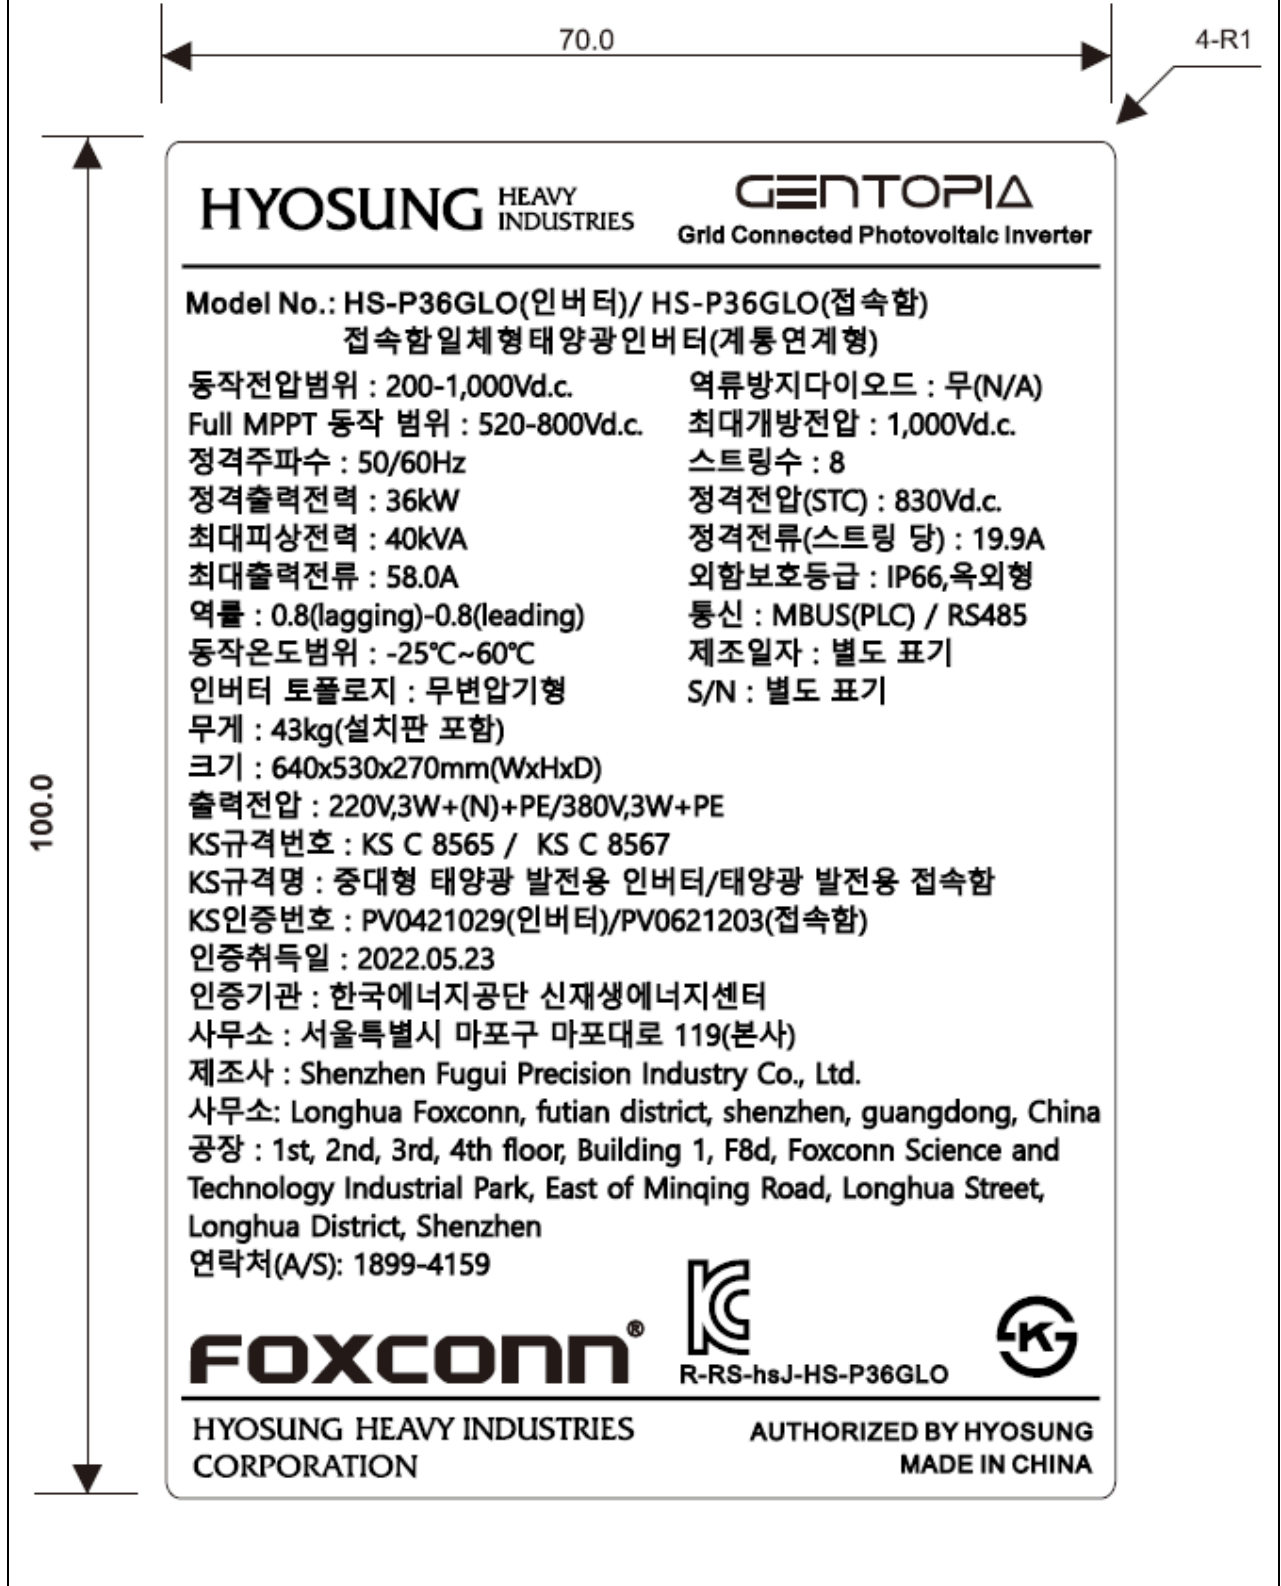 70.0
4-R1
100.0
HYOSUNG HEAVY INDUSTRIES
GENTOPIA
Grid Connected Photovoltaic Inverter
Model No.: HS-P36GLO(인버터)/ HS-P36GLO(접속함)
접속함일체형태양광인버터(계통연계형)
동작전압범위 : 200-1,000Vd.c.
Full MPPT 동작 범위 : 520-800Vd.c.
정격주파수 : 50/60Hz
정격출력전력 : 36kW
최대피상전력 : 40kVA
최대출력전류 : 58.0A
역률 : 0.8(lagging)-0.8(leading)
동작온도범위 : -25℃~60℃
인버터 토폴로지 : 무변압기형
무게 : 43kg(설치판 포함)
크기 : 640x530x270mm(WxHxD)
출력전압 : 220V,3W+(N)+PE/380V,3W+PE
역류방지다이오드 : 무(N/A)
최대개방전압 : 1,000Vd.c.
스트링수 : 8
정격전압(STC) : 830Vd.c.
정격전류(스트링 당) : 19.9A
외함보호등급 : IP66,옥외형
통신 : MBUS(PLC) / RS485
제조일자 : 별도 표기
S/N : 별도 표기
KS규격번호 : KS C 8565 / KS C 8567
KS규격명 : 중대형 태양광 발전용 인버터/태양광 발전용 접속함
KS인증번호 : PV0421029(인버터)/PV0621203(접속함)
인증취득일 : 2022.05.23
인증기관 : 한국에너지공단 신재생에너지센터
사무소 : 서울특별시 마포구 마포대로 119(본사)
제조사 : Shenzhen Fugui Precision Industry Co., Ltd.
사무소: Longhua Foxconn, futian district, shenzhen, guangdong, China
공장 : 1st, 2nd, 3rd, 4th floor, Building 1, F8d, Foxconn Science and
Technology Industrial Park, East of Minqing Road, Longhua Street,
Longhua District, Shenzhen
연락처(A/S): 1899-4159
FOXCONN®
KC
R-RS-hsJ-HS-P36GLO
K
HYOSUNG HEAVY INDUSTRIES
CORPORATION
AUTHORIZED BY HYOSUNG
MADE IN CHINA